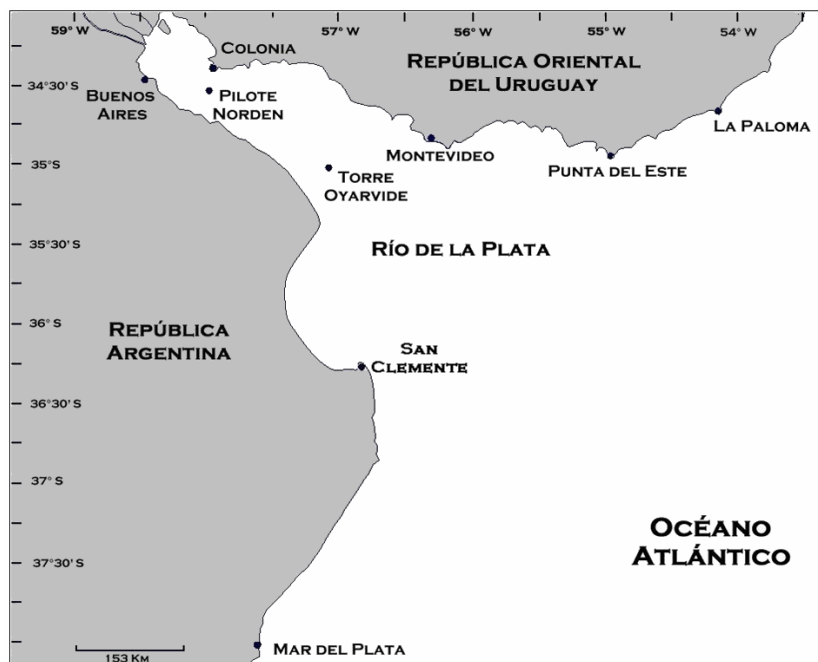 59° W
57° W
56° W
55° W
54° W
COLONIA
REPÚBLICA ORIENTAL
DEL URUGUAY
34°30' S
BUENOS
AIRES
PILOTE
NORDEN
LA PALOMA
MONTEVIDEO
35° S
TORRE
OYARVIDE
PUNTA DEL ESTE
35°30' S
RÍO DE LA PLATA
36° S
REPÚBLICA
ARGENTINA
SAN
CLEMENTE
36°30' S
37° S
OCÉANO
ATLÁNTICO
37°30' S
MAR DEL PLATA
153 KM